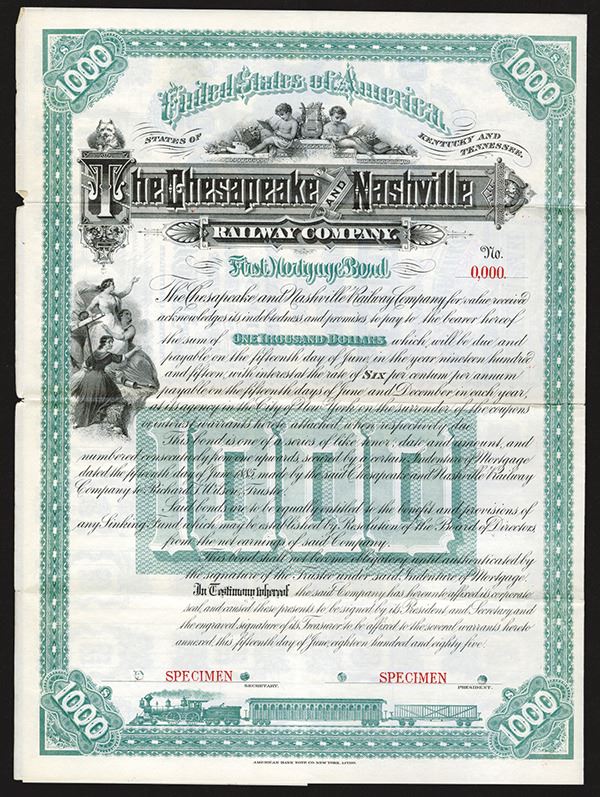 1000
1000
United States of America,
STATES OF
KENTUCKY AND
TENNESSEE.
The Chesapeake AND Nashville
RAILWAY COMPANY.
First Mortgage Bond
No.
0,000.
The Chesapeake and Nashville Railway Company for value received
acknowledges its indebtedness and promises to pay to the bearer hereof
the sum of ONE THOUSAND DOLLARS which will be due and
payable on the fifteenth day of June, in the year nineteen hundred
and fifteen, with interest at the rate of SIX per centum per annum
payable on the fifteenth days of June and December in each year,
at its agency in the City of New York on the surrender of the coupons
or interest warrants hereto attached when respectively due
This bond is one of a series of like tenor, date and amount, and
numbered consecutively from one upwards, secured by a certain Indenture of Mortgage
dated the fifteenth day of June 1885, made by the said Chesapeake and Nashville Railway
Company to Richard T. Wilson, Trustee.
Said bonds are to be equally entitled to the benefit and provisions of
any Sinking Fund which may be established by Resolution of the Board of Directors
from the net earnings of said Company.
This bond shall not become obligatory until authenticated by
the signature of the Trustee under said Indenture of Mortgage.
In Testimony whereof the said Company has hereunto affixed its corporate
seal, and caused these presents to be signed by its President and Secretary, and
the engraved signature of its Treasurer to be affixed to the several warrants hereto
annexed, this fifteenth day of June, eighteen hundred and eighty five.
1000
SPECIMEN
SECRETARY.
SPECIMEN
PRESIDENT.
1000
1000
AMERICAN BANK NOTE CO. NEW YORK,